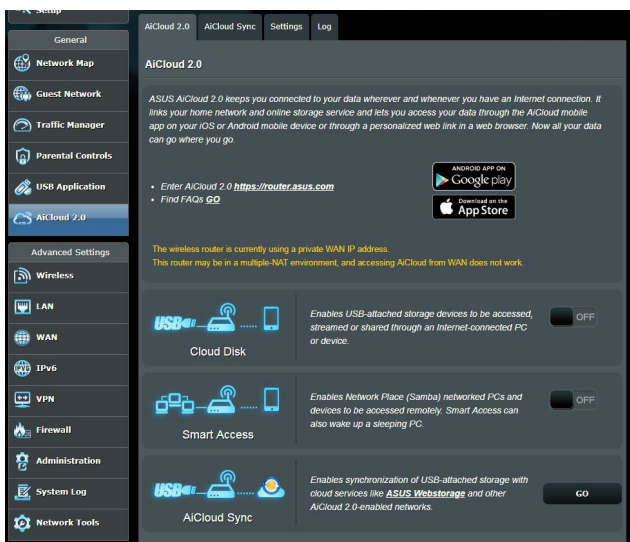 Setup
General
Network Map
Guest Network
Traffic Manager
Parental Controls
USB Application
AiCloud 2.0
Advanced Settings
Wireless
LAN
WAN
IPv6
VPN
Firewall
Administration
System Log
Network Tools
AiCloud 2.0 AiCloud Sync Settings Log
AiCloud 2.0
ASUS AiCloud 2.0 keeps you connected to your data wherever and whenever you have an Internet connection. It
links your home network and online storage service and lets you access your data through the AiCloud mobile
app on your iOS or Android mobile device or through a personalized web link in a web browser. Now all your data
can go where you go.
• Enter AiCloud 2.0 https://router.asus.com
• Find FAQs GO
ANDROID APP ON
Google play
Download on the
App Store
The wireless router is currently using a private WAN IP address.
This router may be in a multiple-NAT environment, and accessing AiCloud from WAN does not work.
USB
Cloud Disk
Enables USB-attached storage devices to be accessed,
streamed or shared through an Internet-connected PC
or device.
OFF
Smart Access
Enables Network Place (Samba) networked PCs and
devices to be accessed remotely. Smart Access can
also wake up a sleeping PC.
OFF
USB
AiCloud Sync
Enables synchronization of USB-attached storage with
cloud services like ASUS Webstorage and other
AiCloud 2.0-enabled networks.
GO